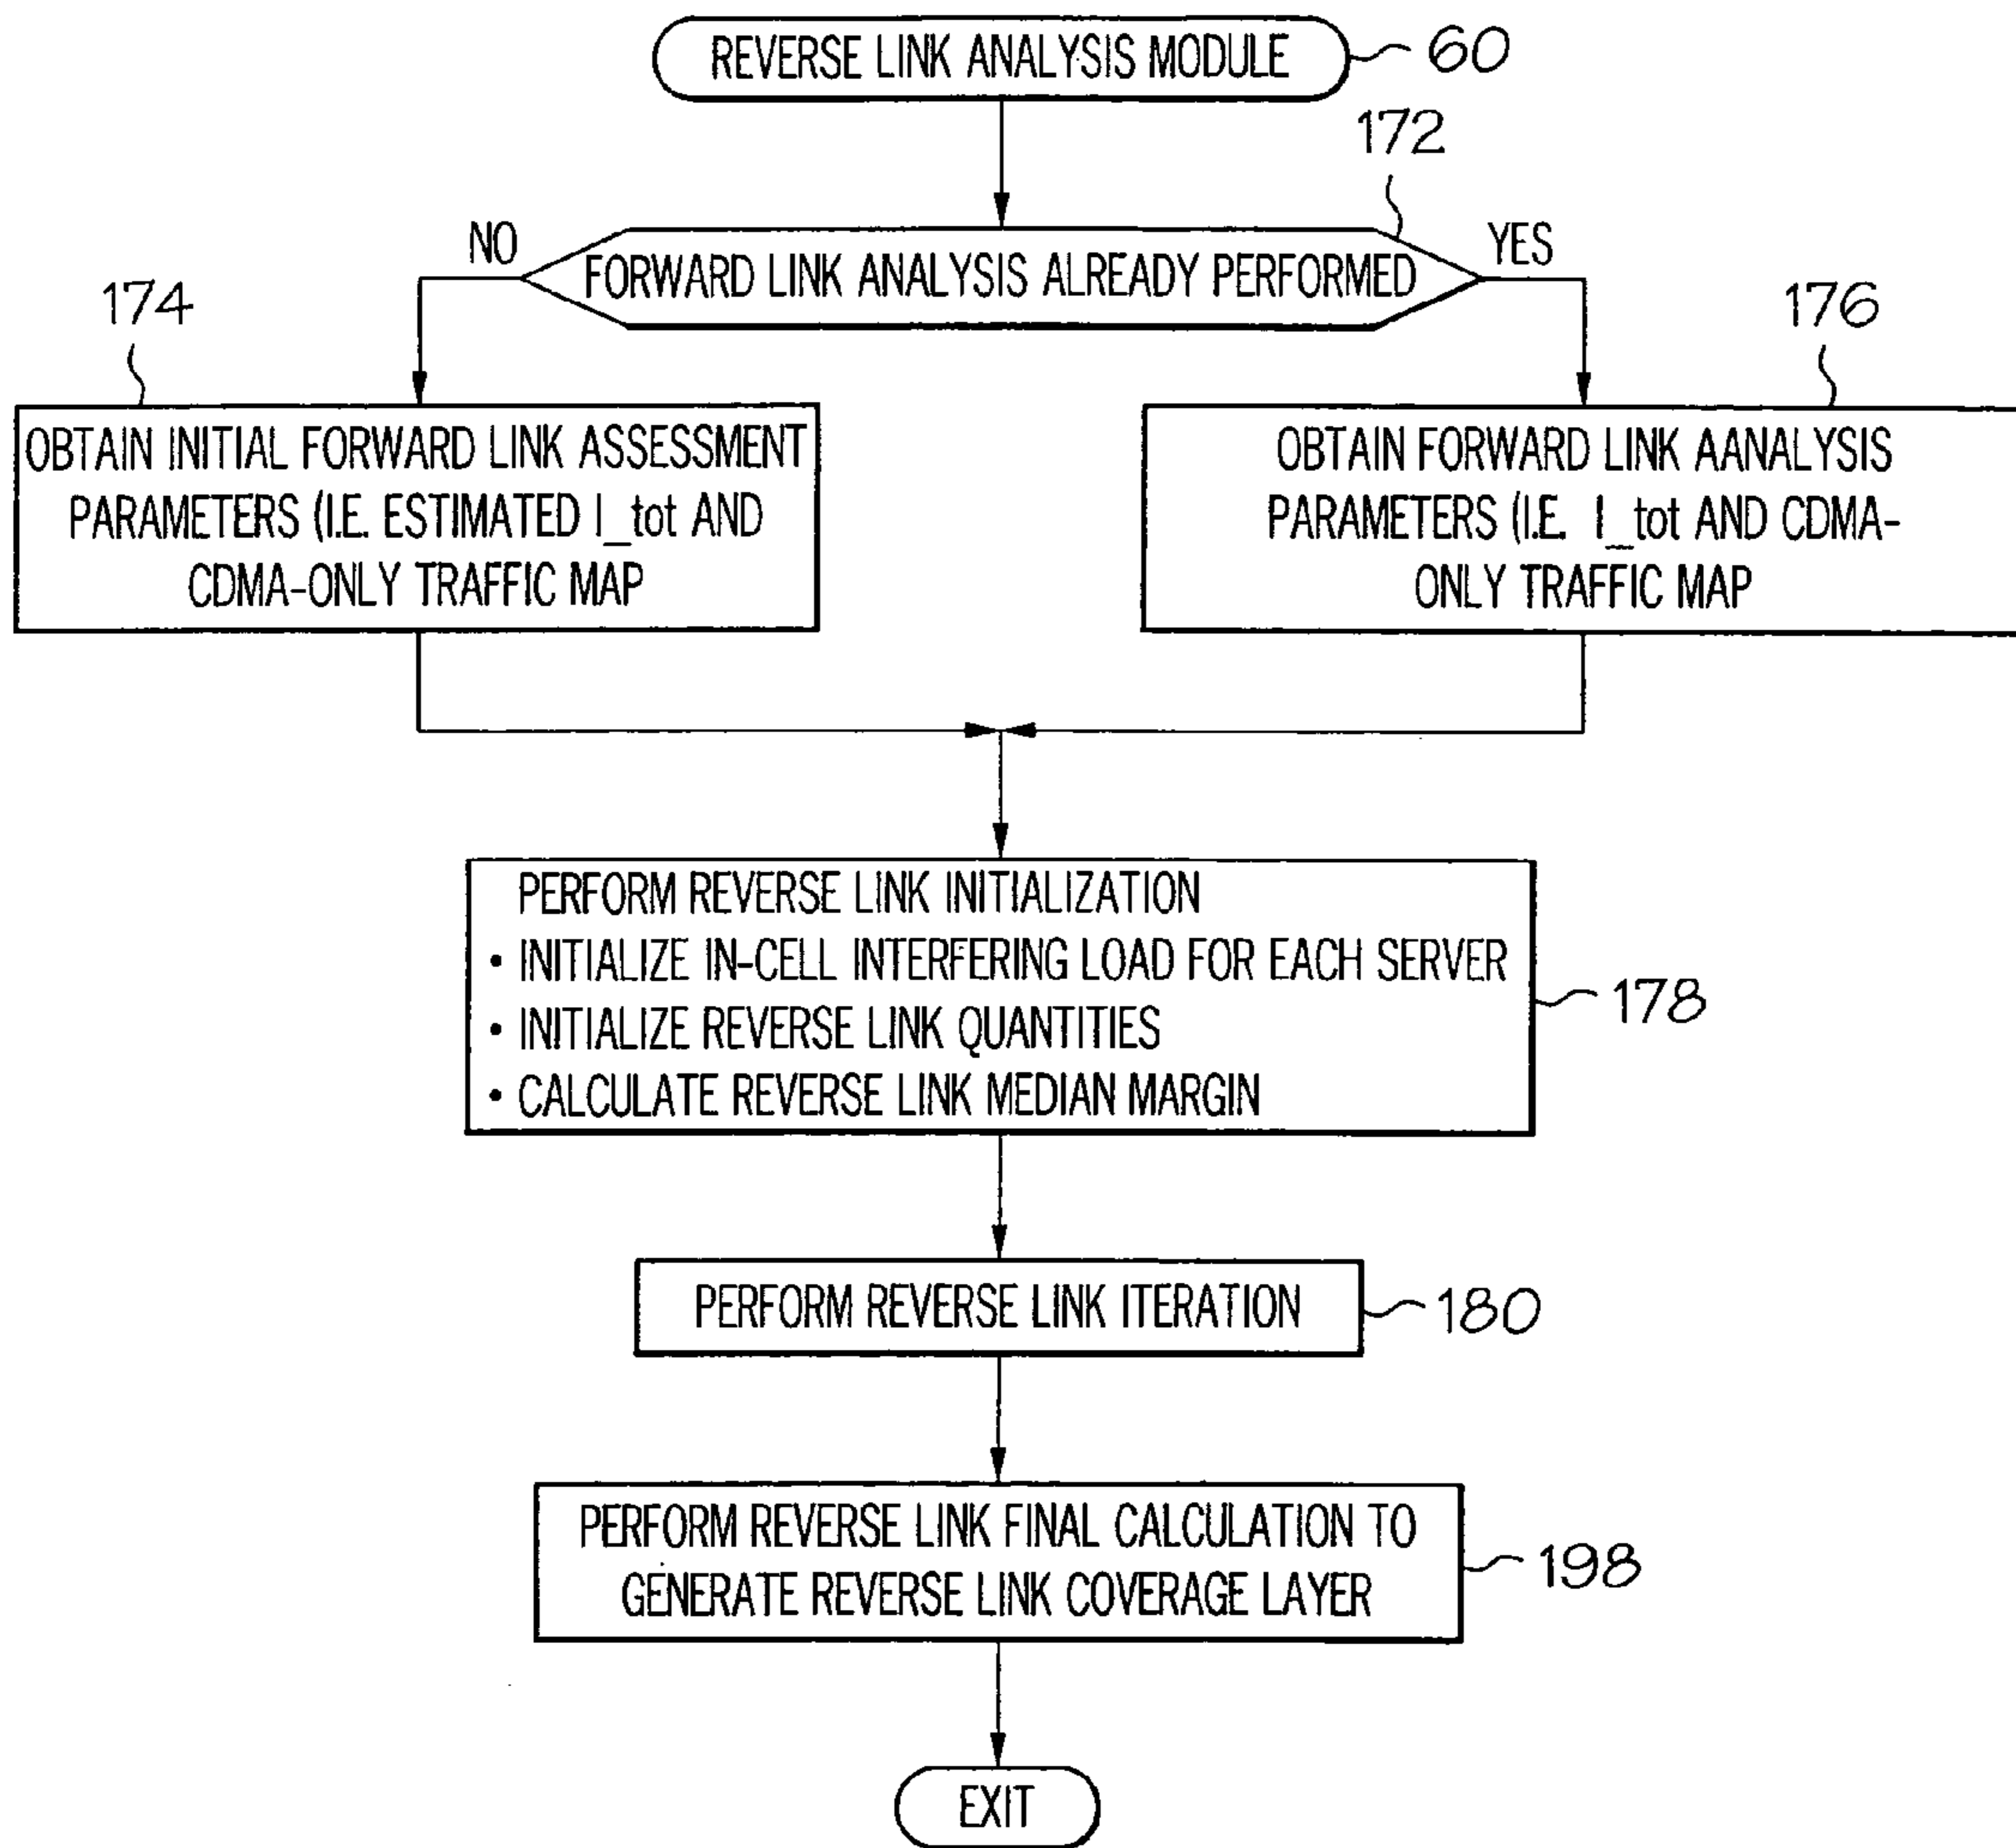 REVERSE LINK ANALYSIS MODULE
60
172
NO
FORWARD LINK ANALYSIS ALREADY PERFORMED
YES
174
176
OBTAIN INITIAL FORWARD LINK ASSESSMENT
PARAMETERS (I.E. ESTIMATED I_tot AND
CDMA-ONLY TRAFFIC MAP
OBTAIN FORWARD LINK AANALYSIS
PARAMETERS (I.E. I_tot AND CDMA-
ONLY TRAFFIC MAP
PERFORM REVERSE LINK INITIALIZATION
• INITIALIZE IN-CELL INTERFERING LOAD FOR EACH SERVER
• INITIALIZE REVERSE LINK QUANTITIES
• CALCULATE REVERSE LINK MEDIAN MARGIN
178
PERFORM REVERSE LINK ITERATION
180
PERFORM REVERSE LINK FINAL CALCULATION TO
GENERATE REVERSE LINK COVERAGE LAYER
198
EXIT